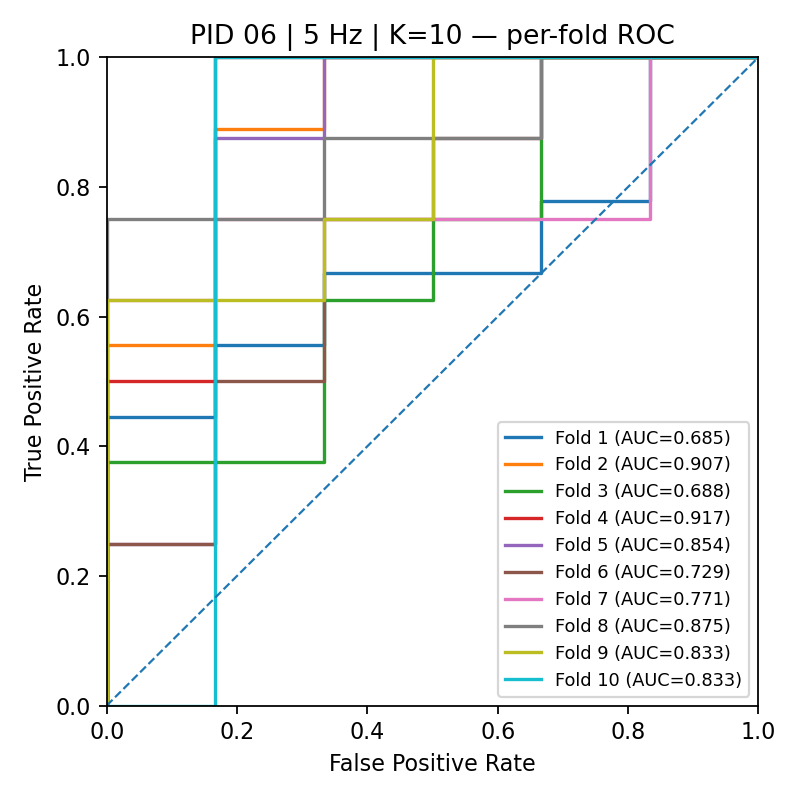 PID 06 | 5 Hz | K=10 — per-fold ROC
1.0
0.8
0.6
0.4
0.2
0.0
True Positive Rate
Fold 1 (AUC=0.685)
Fold 2 (AUC=0.907)
Fold 3 (AUC=0.688)
Fold 4 (AUC=0.917)
Fold 5 (AUC=0.854)
Fold 6 (AUC=0.729)
Fold 7 (AUC=0.771)
Fold 8 (AUC=0.875)
Fold 9 (AUC=0.833)
Fold 10 (AUC=0.833)
0.0 0.2 0.4 0.6 0.8 1.0
False Positive Rate